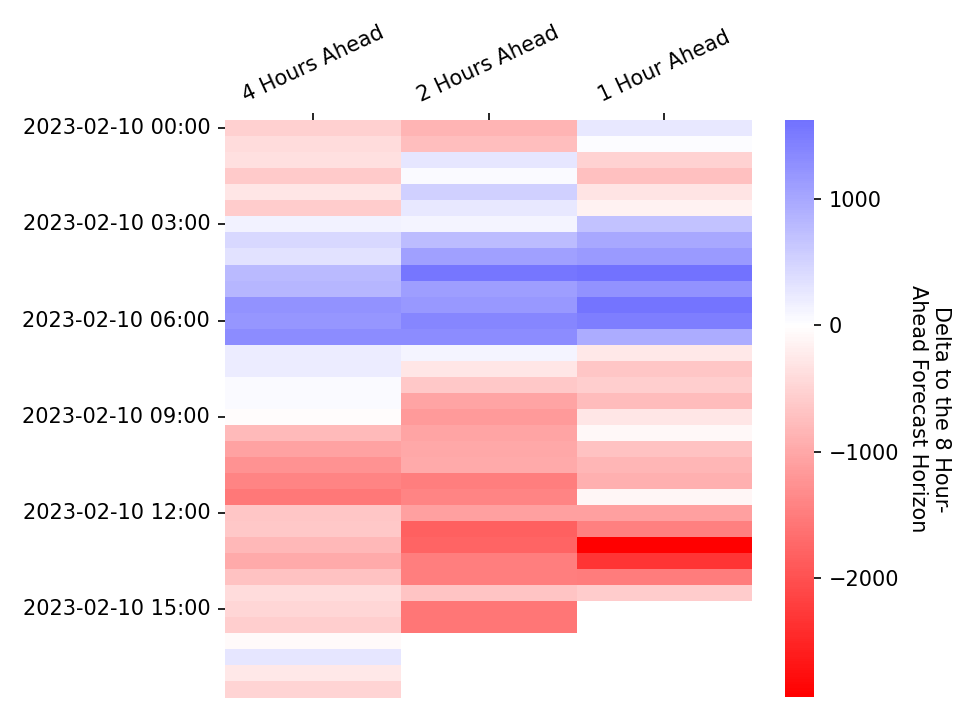 4 Hours Ahead
2 Hours Ahead
1 Hour Ahead
2023-02-10 00:00
2023-02-10 03:00
2023-02-10 06:00
2023-02-10 09:00
2023-02-10 12:00
2023-02-10 15:00
1000
0
−1000
−2000
Delta to the 8 Hour-
Ahead Forecast Horizon